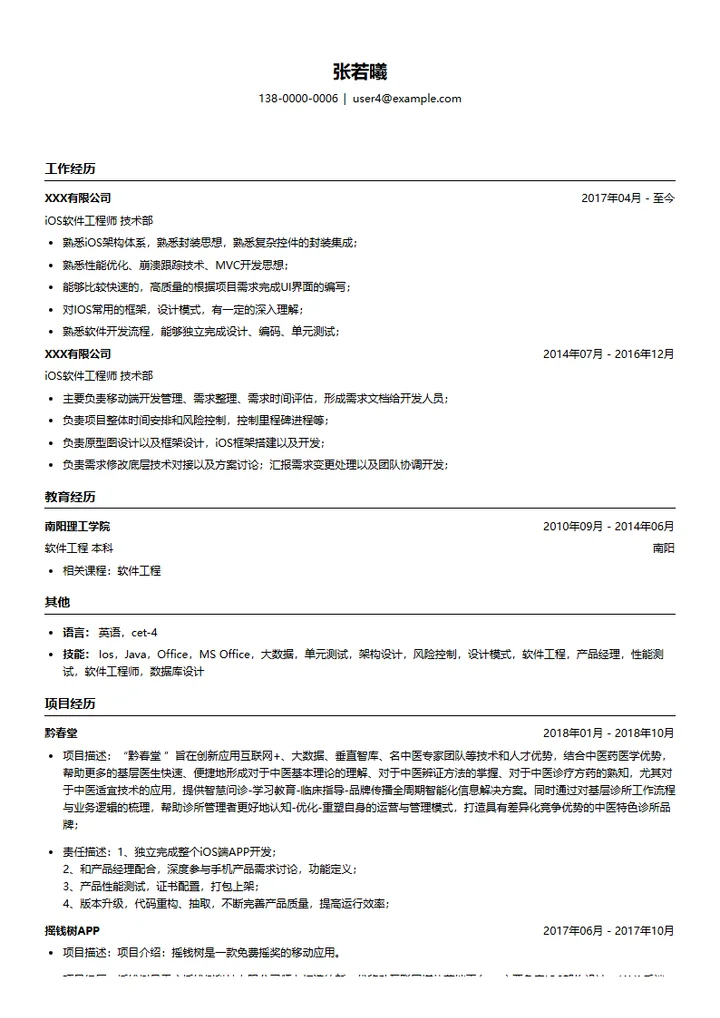 张若曦
138-0000-0006 | user4@example.com
工作经历
XXX有限公司 2017年04月 - 至今
iOS软件工程师 技术部
• 熟悉iOS架构体系，熟悉封装思想，熟悉复杂控件的封装集成；
• 熟悉性能优化、崩溃跟踪技术、MVC开发思想；
• 能够比较快速的，高质量的根据项目需求完成UI界面的编写；
• 对IOS常用的框架，设计模式，有一定的深入理解；
• 熟悉软件开发流程，能够独立完成设计、编码、单元测试；
XXX有限公司 2014年07月 - 2016年12月
iOS软件工程师 技术部
• 主要负责移动端开发管理、需求整理、需求时间评估，形成需求文档给开发人员；
• 负责项目整体时间安排和风险控制，控制里程碑进程等；
• 负责原型图设计以及框架设计，iOS框架搭建以及开发；
• 负责需求修改底层技术对接以及方案讨论；汇报需求变更处理以及团队协调开发；
教育经历
南阳理工学院 2010年09月 - 2014年06月
软件工程 本科 南阳
• 相关课程：软件工程
其他
• 语言： 英语，cet-4
• 技能： Ios，Java，Office，MS Office，大数据，单元测试，架构设计，风险控制，设计模式，软件工程，产品经理，性能测
试，软件工程师，数据库设计
项目经历
黔春堂 2018年01月 - 2018年10月
• 项目描述：“黔春堂 ” 旨在创新应用互联网+、大数据、垂直智库、名中医专家团队等技术和人才优势，结合中医药医学优势，
帮助更多的基层医生快速、便捷地形成对于中医基本理论的理解、对于中医辨证方法的掌握、对于中医诊疗方药的熟知，尤其对
于中医适宜技术的应用，提供智慧问诊-学习教育-临床指导-品牌传播全周期智能化信息解决方案。同时通过对基层诊所工作流程
与业务逻辑的梳理，帮助诊所管理者更好地认知-优化-重塑自身的运营与管理模式，打造具有差异化竞争优势的中医特色诊所品
牌；
• 责任描述：1、独立完成整个iOS端APP开发；
2、和产品经理配合，深度参与手机产品需求讨论，功能定义；
3、产品性能测试，证书配置，打包上架；
4、版本升级，代码重构、抽取，不断完善产品质量，提高运行效率；
摇钱树APP 2017年06月 - 2017年10月
• 项目描述：项目介绍：摇钱树是一款免费摇奖的移动应用。